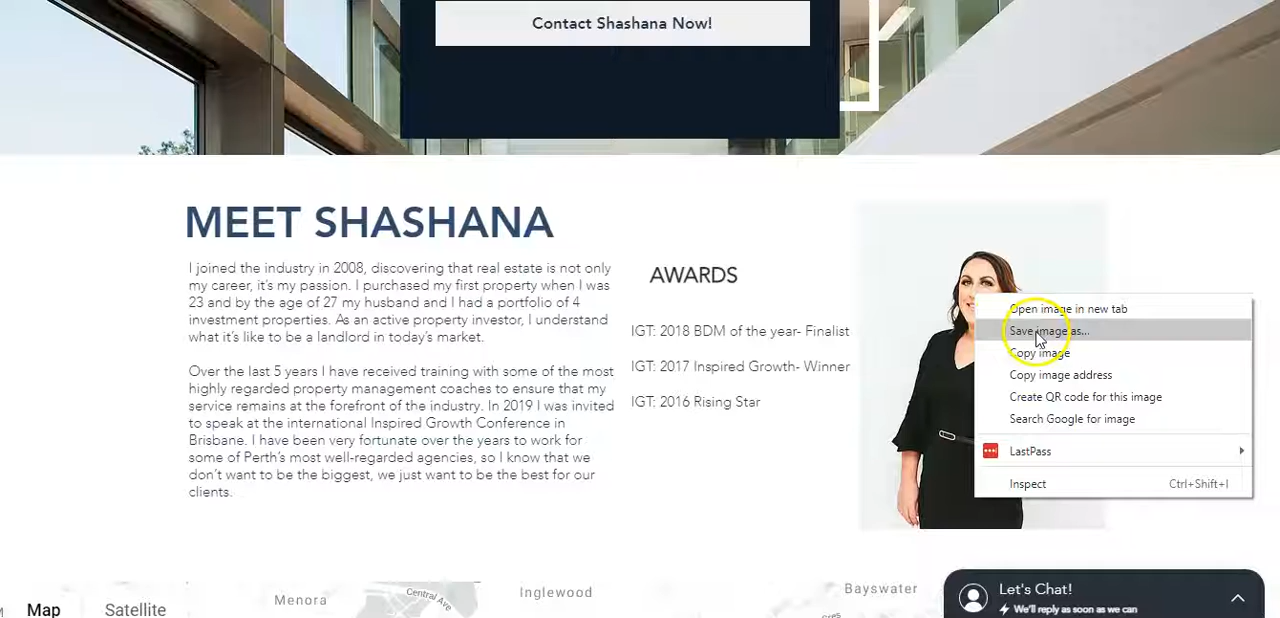 Contact Shashana Now!
MEET SHASHANA
I joined the industry in 2008, discovering that real estate is not only
my career, it's my passion. I purchased my first property when I was
23 and by the age of 27 my husband and I had a portfolio of 4
investment properties. As an active property investor, I understand
what it's like to be a landlord in today's market.
Over the last 5 years I have received training with some of the most
highly regarded property management coaches to ensure that my
service remains at the forefront of the industry. In 2019 I was invited
to speak at the international Inspired Growth Conference in
Brisbane. I have been very fortunate over the years to work for
some of Perth's most well-regarded agencies, so I know that we
don't want to be the biggest, we just want to be the best for our
clients.
AWARDS
IGT: 2018 BDM of the year- Finalist
IGT: 2017 Inspired Growth- Winner
IGT: 2016 Rising Star
Open image in new tab
Save image as...
Copy image
Copy image address
Create QR code for this image
Search Google for image
LastPass
Inspect Ctrl+Shift+I
Map Satellite
Menora
Central Ave
Inglewood
Bayswater
Let's Chat!
We'll reply as soon as we can